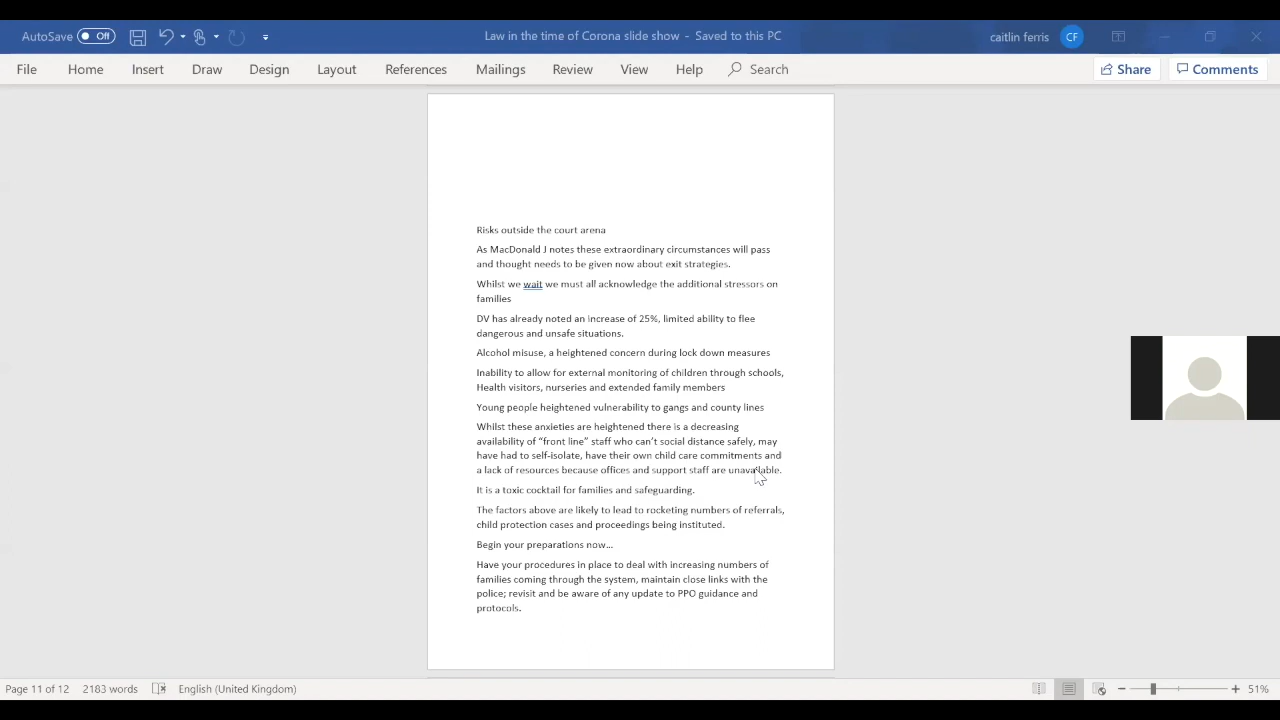 AutoSave Off Law in the time of Corona slide show - Saved to this PC caitlin ferris CF
File Home Insert Draw Design Layout References Mailings Review View Help Search Share Comments
Risks outside the court arena
As MacDonald J notes these extraordinary circumstances will pass
and thought needs to be given now about exit strategies.
Whilst we wait we must all acknowledge the additional stressors on
families
DV has already noted an increase of 25%, limited ability to flee
dangerous and unsafe situations.
Alcohol misuse, a heightened concern during lock down measures
Inability to allow for external monitoring of children through schools,
Health visitors, nurseries and extended family members
Young people heightened vulnerability to gangs and county lines
Whilst these anxieties are heightened there is a decreasing
availability of “front line” staff who can’t social distance safely, may
have had to self-isolate, have their own child care commitments and
a lack of resources because offices and support staff are unavailable.
It is a toxic cocktail for families and safeguarding.
The factors above are likely to lead to rocketing numbers of referrals,
child protection cases and proceedings being instituted.
Begin your preparations now…
Have your procedures in place to deal with increasing numbers of
families coming through the system, maintain close links with the
police; revisit and be aware of any update to PPO guidance and
protocols.
Page 11 of 12 2183 words English (United Kingdom) 51%